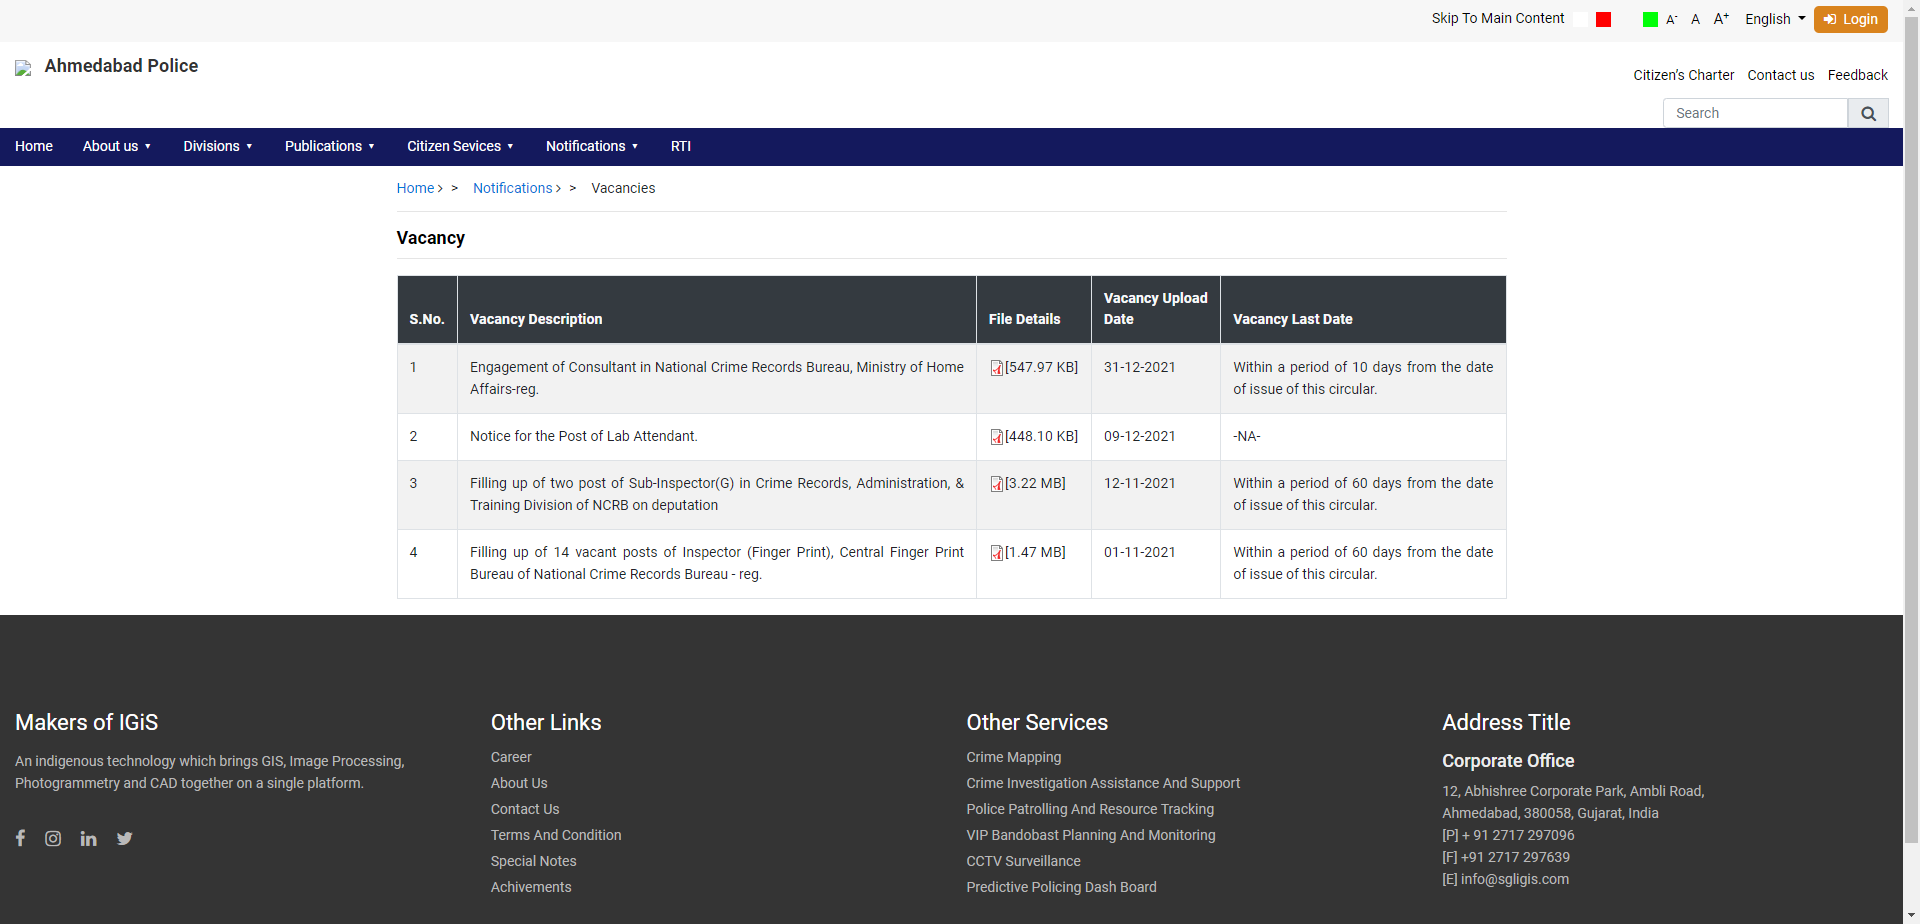 Skip To Main Content A- A A+ English Login
Ahmedabad Police
Citizen's Charter Contact us Feedback
Search
Home About us Divisions Publications Citizen Sevices Notifications RTI
Home > Notifications > Vacancies
Vacancy
S.No. Vacancy Description File Details Vacancy Upload Date Vacancy Last Date
1 Engagement of Consultant in National Crime Records Bureau, Ministry of Home Affairs-reg. [547.97 KB] 31-12-2021 Within a period of 10 days from the date of issue of this circular.
2 Notice for the Post of Lab Attendant. [448.10 KB] 09-12-2021 -NA-
3 Filling up of two post of Sub-Inspector(G) in Crime Records, Administration, & Training Division of NCRB on deputation [3.22 MB] 12-11-2021 Within a period of 60 days from the date of issue of this circular.
4 Filling up of 14 vacant posts of Inspector (Finger Print), Central Finger Print Bureau of National Crime Records Bureau - reg. [1.47 MB] 01-11-2021 Within a period of 60 days from the date of issue of this circular.
Makers of IGiS
An indigenous technology which brings GIS, Image Processing,
Photogrammetry and CAD together on a single platform.
Other Links
Career
About Us
Contact Us
Terms And Condition
Special Notes
Achivements
Other Services
Crime Mapping
Crime Investigation Assistance And Support
Police Patrolling And Resource Tracking
VIP Bandobast Planning And Monitoring
CCTV Surveillance
Predictive Policing Dash Board
Address Title
Corporate Office
12, Abhishree Corporate Park, Ambli Road,
Ahmedabad, 380058, Gujarat, India
[P] + 91 2717 297096
[F] +91 2717 297639
[E] info@sgligis.com